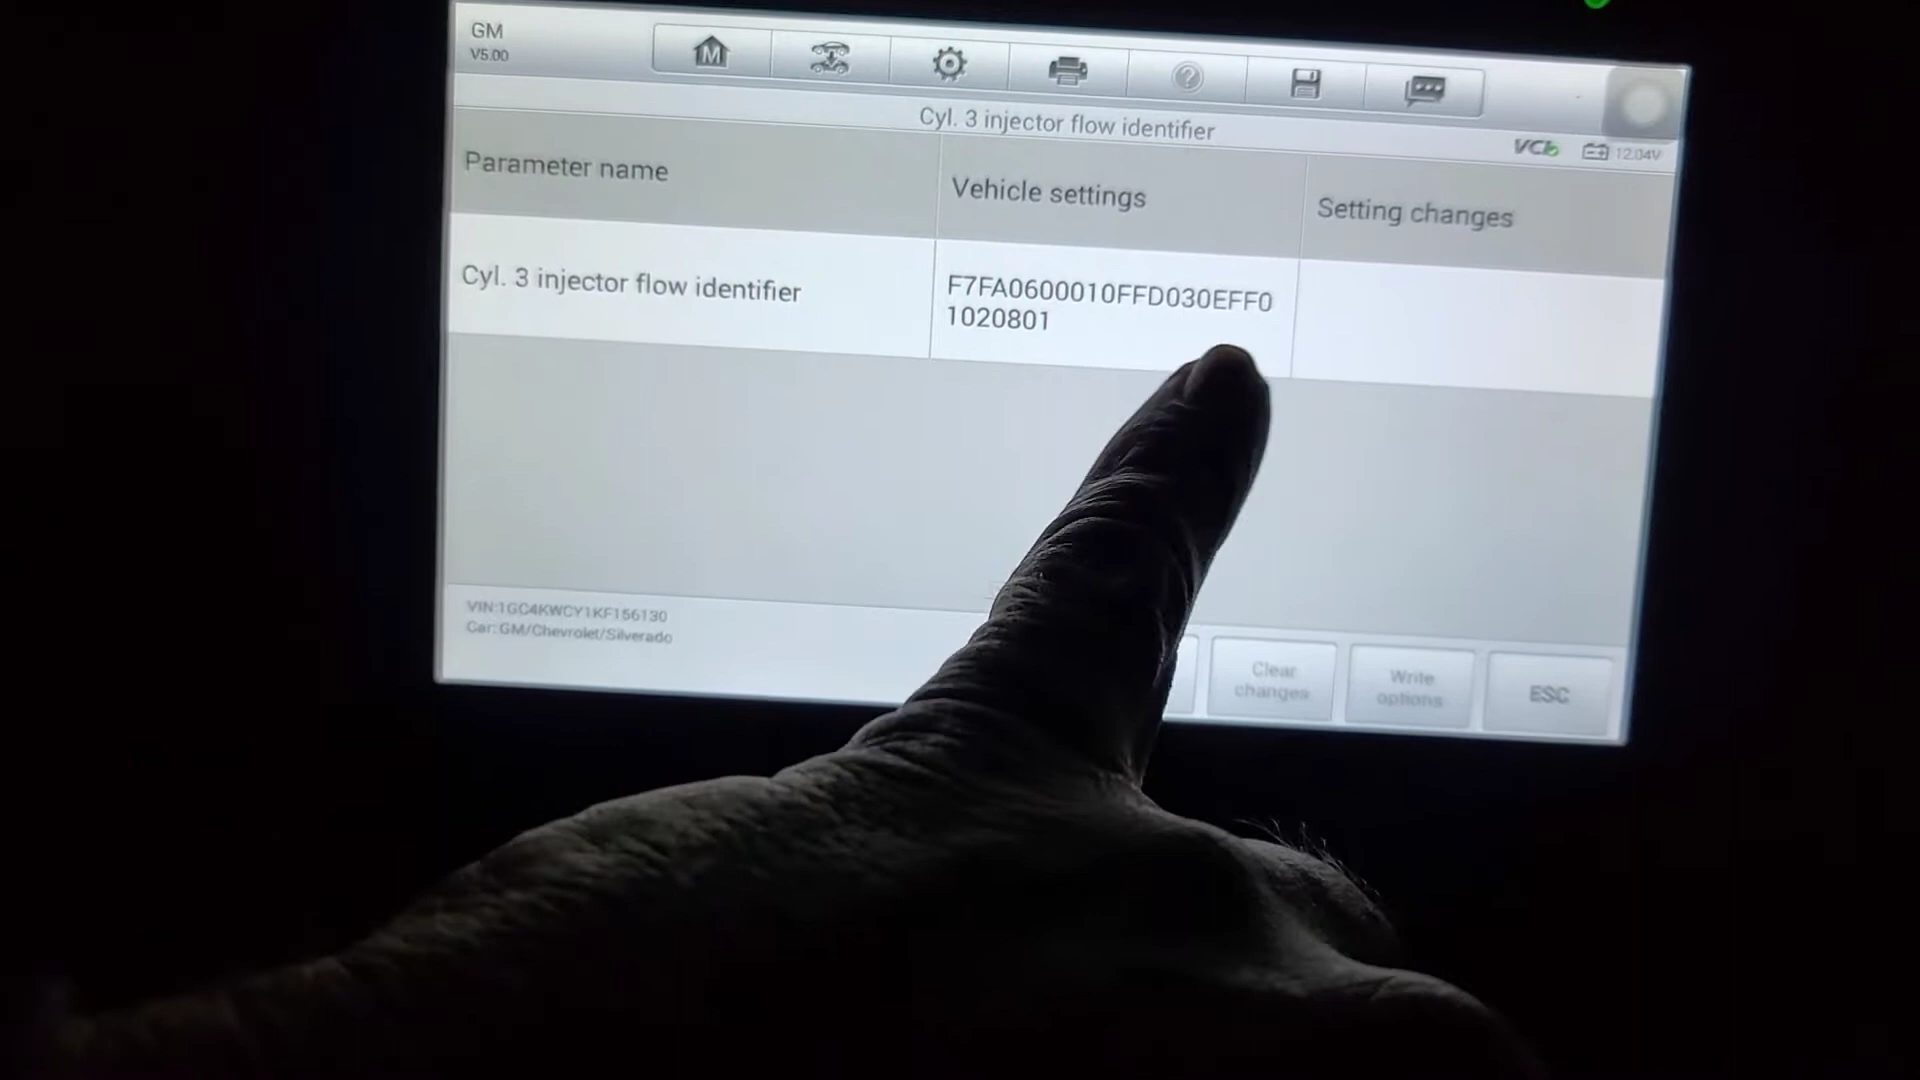 GM
V5.00
M
Cyl. 3 injector flow identifier
VCI
12.04V
Parameter name
Vehicle settings
Setting changes
Cyl. 3 injector flow identifier
F7FA0600010FFD030EFF0
1020801
VIN:1GC4KWCY1KF156130
Car: GM/Chevrolet/Silverado
Clear
changes
Write
options
ESC